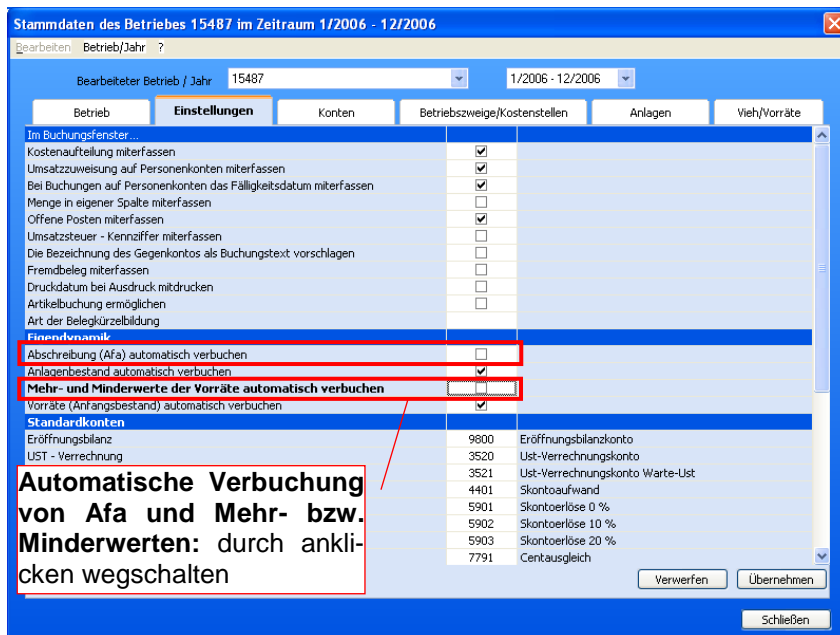 Stammdaten des Betriebes 15487 im Zeitraum 1/2006 - 12/2006
Bearbeiten Betrieb/Jahr ?
Bearbeiteter Betrieb / Jahr 15487 1/2006 - 12/2006
Betrieb Einstellungen Konten Betriebszweige/Kostenstellen Anlagen Vieh/Vorräte
Im Buchungsfenster...
Kostenaufteilung miterfassen
Umsatzzuweisung auf Personenkonten miterfassen
Bei Buchungen auf Personenkonten das Fälligkeitsdatum miterfassen
Menge in eigener Spalte miterfassen
Offene Posten miterfassen
Umsatzsteuer - Kennziffer miterfassen
Die Bezeichnung des Gegenkontos als Buchungstext vorschlagen
Fremdbeleg miterfassen
Druckdatum bei Ausdruck mitdrucken
Artikelbuchung ermöglichen
Art der Belegkürzelbildung
Eigendynamik
Abschreibung (Afa) automatisch verbuchen
Anlagenbestand automatisch verbuchen
Mehr- und Minderwerte der Vorräte automatisch verbuchen
Vorräte (Anfangsbestand) automatisch verbuchen
Standardkonten
Eröffnungsbilanz 9800 Eröffnungsbilanzkonto
UST - Verrechnung 3520 Ust-Verrechnungskonto
3521 Ust-Verrechnungskonto Warte-Ust
4401 Skontoaufwand
5901 Skontoerlöse 0 %
5902 Skontoerlöse 10 %
5903 Skontoerlöse 20 %
7791 Centausgleich
Automatische Verbuchung
von Afa und Mehr- bzw.
Minderwerten: durch ankli-
cken wegschalten
Verwerfen Übernehmen
Schließen